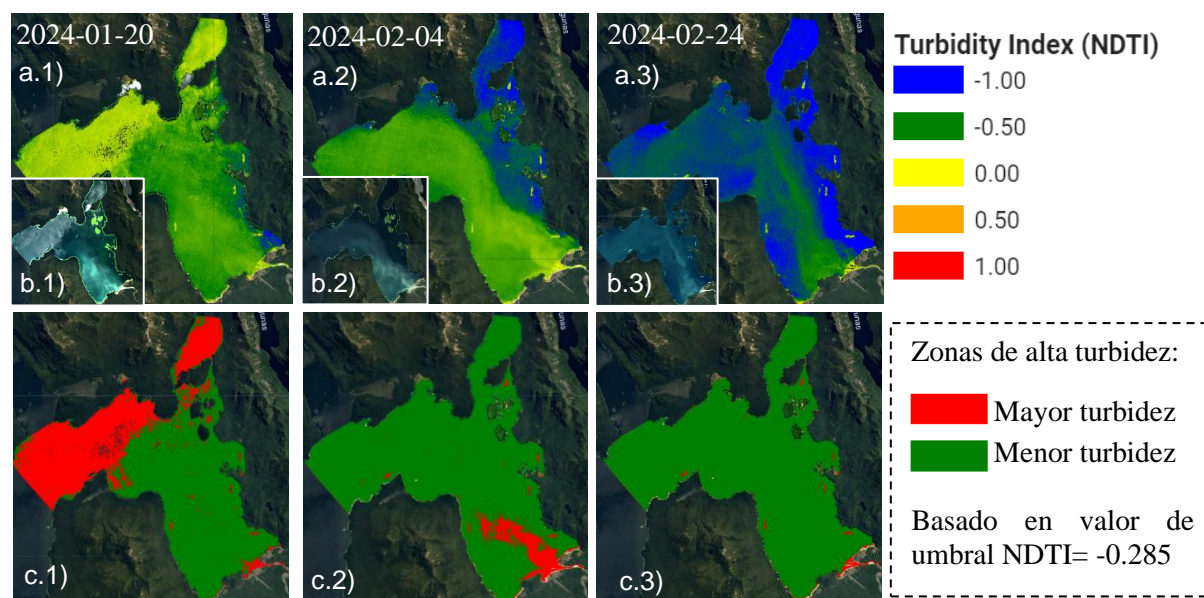 2024-01-20
a.1)
b.1)
2024-02-04
a.2)
b.2)
2024-02-24
a.3)
b.3)
Turbidity Index (NDTI)
-1.00
-0.50
0.00
0.50
1.00
c.1)
c.2)
c.3)
Zonas de alta turbidez:
Mayor turbidez
Menor turbidez
Basado en valor de
umbral NDTI= -0.285